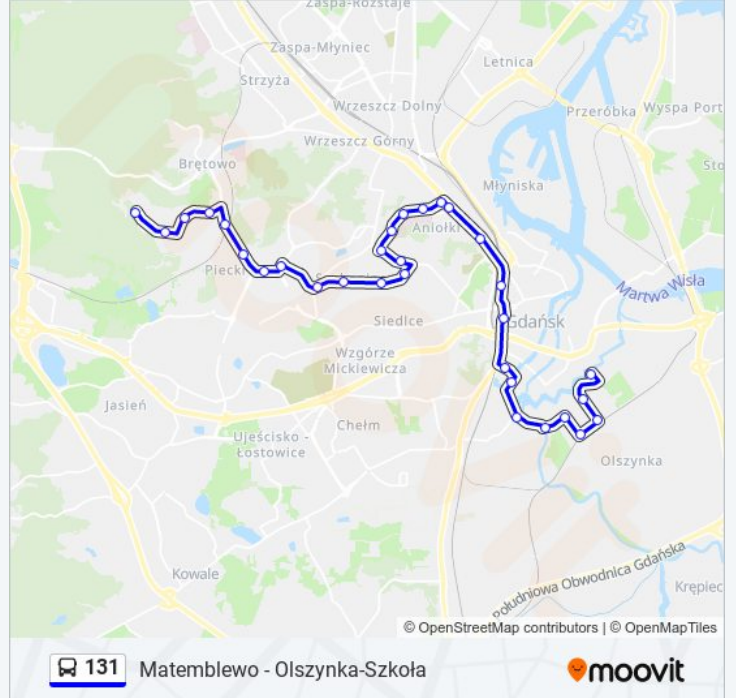 Zaspa-Rozstaje
Zaspa-Młyniec
Letnica
Strzyża
Wrzeszcz Dolny
Przeróbka
Wyspa Port
Wrzeszcz Górny
Brętowo
Sto
Młyniska
Aniołki
Piecki
Martwa Wisła
Siedlce
Gdańsk
Wzgórze
Mickiewicza
Jasień
Chełm
Ujeścisko -
Łostowice
Olszynka
Południowa Obwodnica Gdańska
Kowale
Krępiec
© OpenStreetMap contributors | © OpenMapTiles
131 Matemblewo - Olszynka-Szkoła
moovit